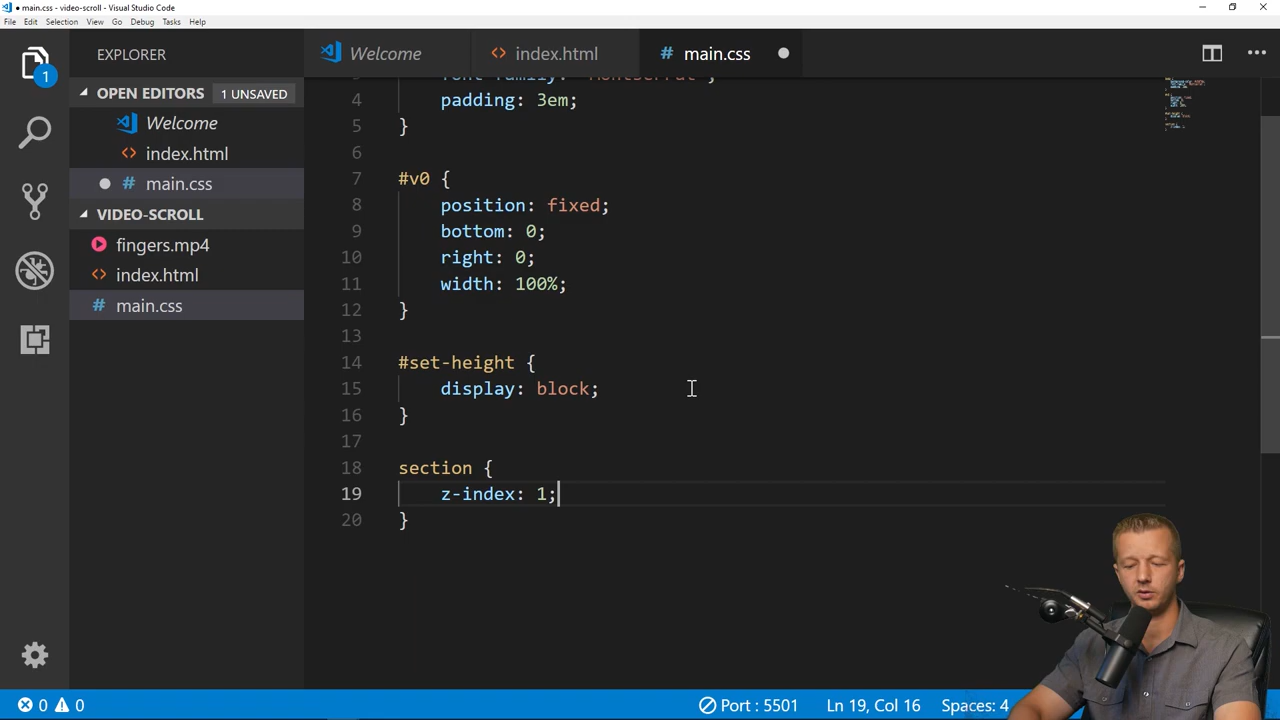 main.css - video-scroll - Visual Studio Code
File Edit Selection View Go Debug Tasks Help
EXPLORER
Welcome index.html main.css
OPEN EDITORS 1 UNSAVED
Welcome
index.html
main.css
VIDEO-SCROLL
fingers.mp4
index.html
main.css
1
4 padding: 3em;
5 }
6
7 #v0 {
8 position: fixed;
9 bottom: 0;
10 right: 0;
11 width: 100%;
12 }
13
14 #set-height {
15 display: block;
16 }
17
18 section {
19 z-index: 1;
20 }
0 0 Port : 5501 Ln 19, Col 16 Spaces: 4